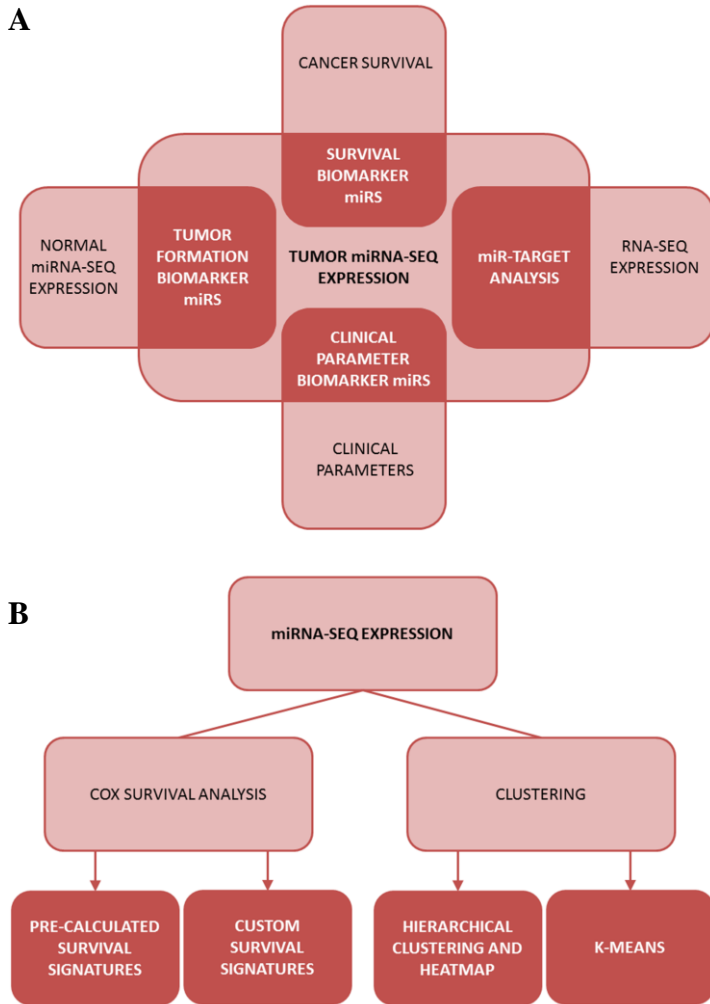 A
CANCER SURVIVAL
SURVIVAL
BIOMARKER
miRS
NORMAL
miRNA-SEQ
EXPRESSION
TUMOR
FORMATION
BIOMARKER
miRS
TUMOR miRNA-SEQ
EXPRESSION
miR-TARGET
ANALYSIS
RNA-SEQ
EXPRESSION
CLINICAL
PARAMETER
BIOMARKER miRS
CLINICAL
PARAMETERS
B
miRNA-SEQ EXPRESSION
COX SURVIVAL ANALYSIS
CLUSTERING
PRE-CALCULATED
SURVIVAL
SIGNATURES
CUSTOM
SURVIVAL
SIGNATURES
HIERARCHICAL
CLUSTERING AND
HEATMAP
K-MEANS